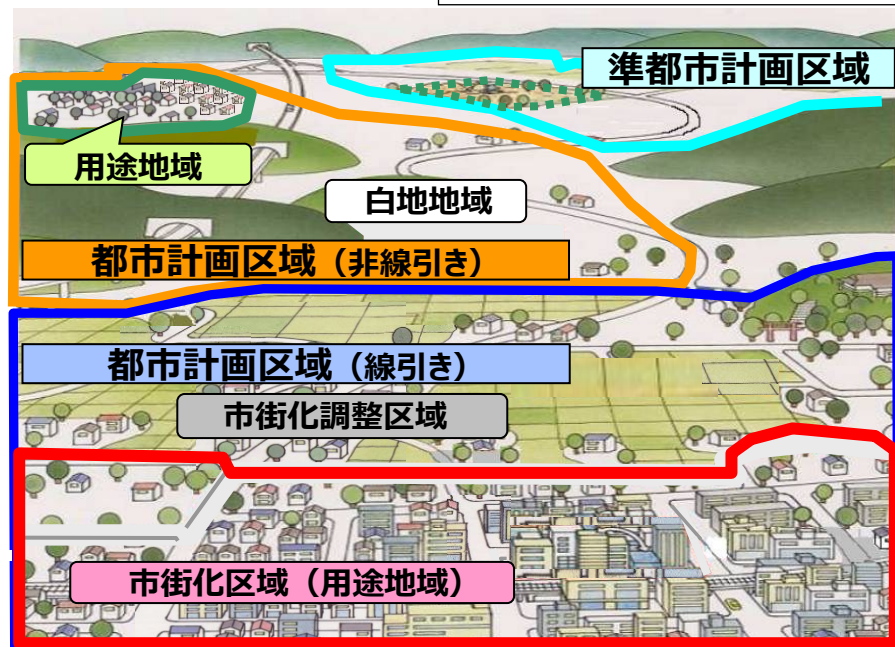 準都市計画区域
用途地域
白地地域
都市計画区域（非線引き）
都市計画区域（線引き）
市街化調整区域
市街化区域（用途地域）